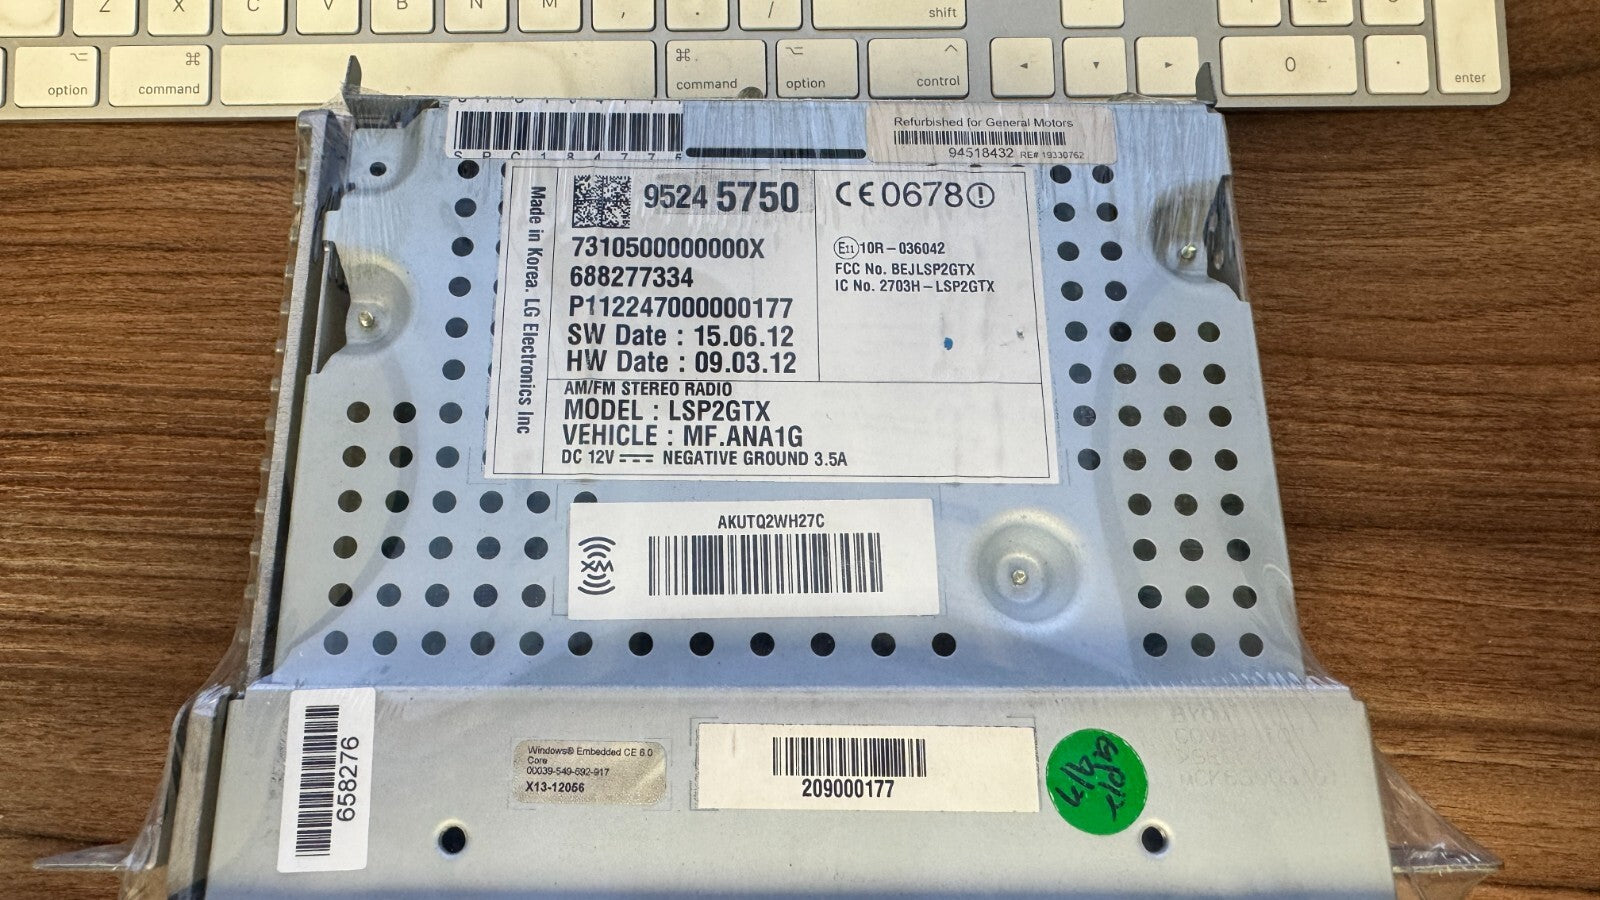 Z X C V B N M , . / shift
option command command option control 0 . enter
Refurbished for General Motors
94518432 RE# 19330762
9524 5750
7310500000000X
688277334
P112247000000177
SW Date : 15.06.12
HW Date : 09.03.12
Made in Korea. LG Electronics Inc
CE0678
E11 10R-036042
FCC No. BEJLSP2GTX
IC No. 2703H-LSP2GTX
AM/FM STEREO RADIO
MODEL : LSP2GTX
VEHICLE : MF.ANA1G
DC 12V NEGATIVE GROUND 3.5A
AKUTQ2WH27C
XM
658276
Windows® Embedded CE 6.0
Core
00039-549-692-917
X13-12056
209000177